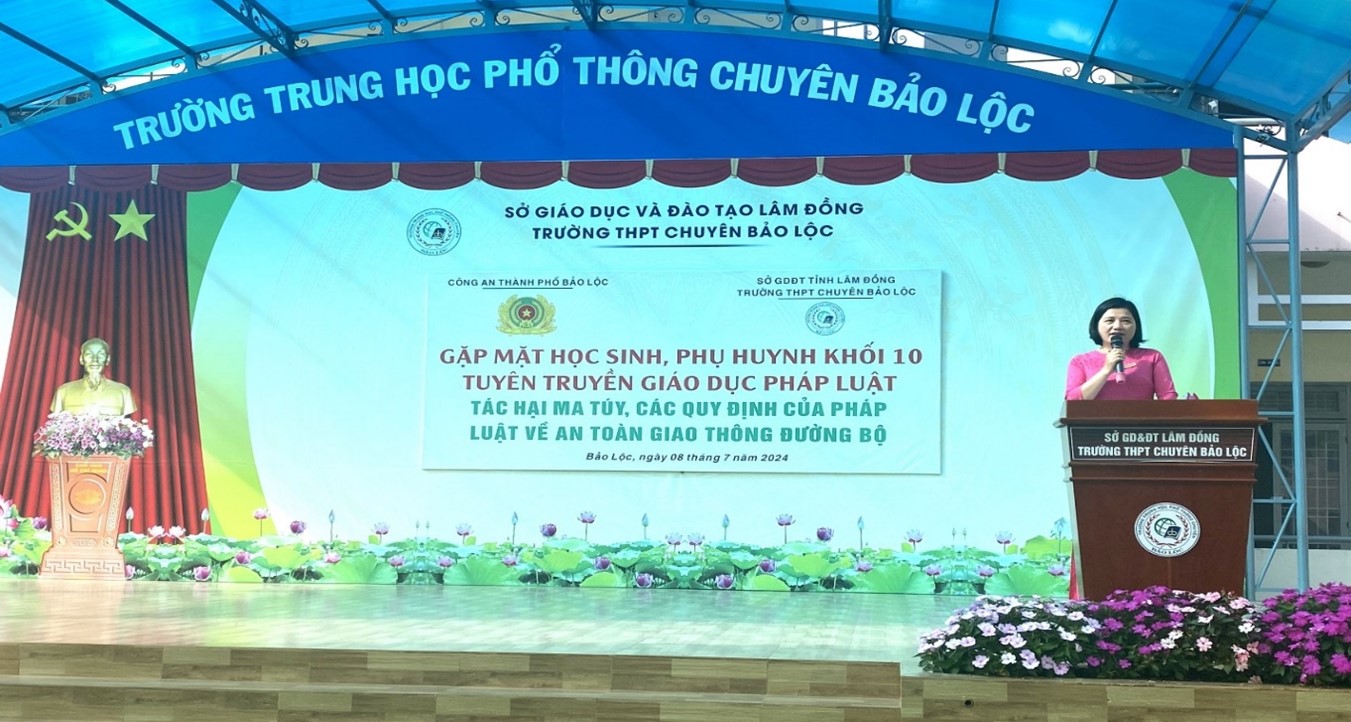 TRƯỜNG TRUNG HỌC PHỔ THÔNG CHUYÊN BẢO LỘC
SỞ GIÁO DỤC VÀ ĐÀO TẠO LÂM ĐỒNG
TRƯỜNG THPT CHUYÊN BẢO LỘC
CÔNG AN THÀNH PHỐ BẢO LỘC
SỞ GDĐT TỈNH LÂM ĐỒNG
TRƯỜNG THPT CHUYÊN BẢO LỘC
GẶP MẶT HỌC SINH, PHỤ HUYNH KHỐI 10
TUYÊN TRUYỀN GIÁO DỤC PHÁP LUẬT
TÁC HẠI MA TÚY, CÁC QUY ĐỊNH CỦA PHÁP
LUẬT VỀ AN TOÀN GIAO THÔNG ĐƯỜNG BỘ
Bảo Lộc, ngày 08 tháng 7 năm 2024
SỞ GD&ĐT LÂM ĐỒNG
TRƯỜNG THPT CHUYÊN BẢO LỘC
BẢO LỘC